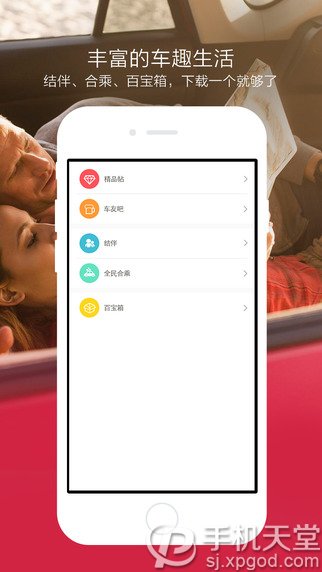 丰富的车趣生活
结伴、合乘、百宝箱，下载一个就够了
精品贴
车友吧
结伴
全民合乘
百宝箱
手机天堂
sj.xpgod.com